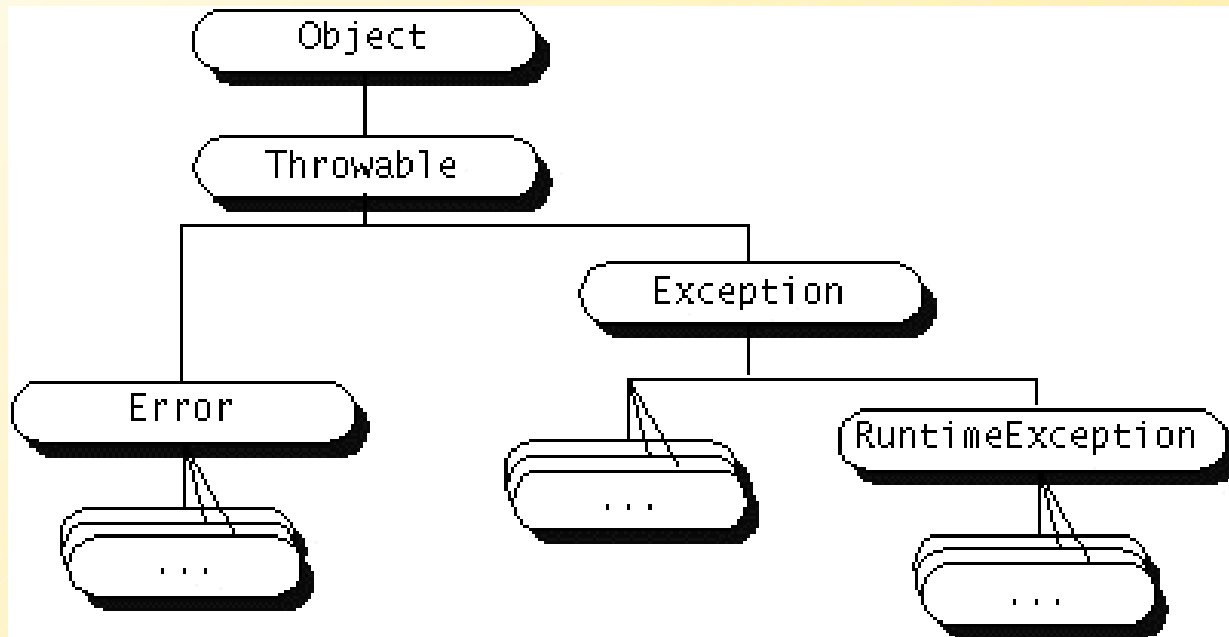 Object
Throwable
Exception
Error
RuntimeException
...
...
...